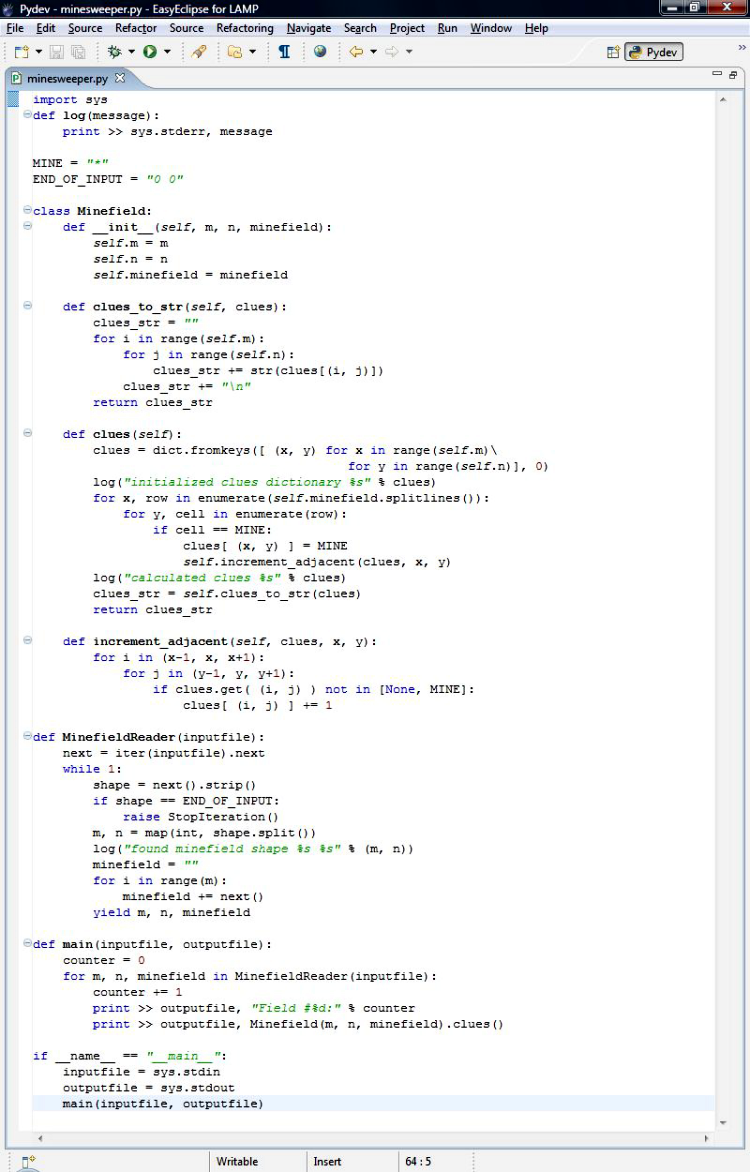 Pydev - minesweeper.py - EasyEclipse for LAMP
File Edit Source Refactor Source Refactoring Navigate Search Project Run Window Help
Pydev
minesweeper.py
import sys
def log(message):
    print >> sys.stderr, message
MINE = "*"
END_OF_INPUT = "0 0"
class Minefield:
    def __init__(self, m, n, minefield):
        self.m = m
        self.n = n
        self.minefield = minefield
    def clues_to_str(self, clues):
        clues_str = ""
        for i in range(self.m):
            for j in range(self.n):
                clues_str += str(clues[(i, j)])
            clues_str += "\n"
        return clues_str
    def clues(self):
        clues = dict.fromkeys([ (x, y) for x in range(self.m)\
                                          for y in range(self.n)], 0)
        log("initialized clues dictionary %s" % clues)
        for x, row in enumerate(self.minefield.splitlines()):
            for y, cell in enumerate(row):
                if cell == MINE:
                    clues[ (x, y) ] = MINE
                    self.increment_adjacent(clues, x, y)
        log("calculated clues %s" % clues)
        clues_str = self.clues_to_str(clues)
        return clues_str
    def increment_adjacent(self, clues, x, y):
        for i in (x-1, x, x+1):
            for j in (y-1, y, y+1):
                if clues.get( (i, j) ) not in [None, MINE]:
                    clues[ (i, j) ] += 1
def MinefieldReader(inputfile):
    next = iter(inputfile).next
    while 1:
        shape = next().strip()
        if shape == END_OF_INPUT:
            raise StopIteration()
        m, n = map(int, shape.split())
        log("found minefield shape %s %s" % (m, n))
        minefield = ""
        for i in range(m):
            minefield += next()
        yield m, n, minefield
def main(inputfile, outputfile):
    counter = 0
    for m, n, minefield in MinefieldReader(inputfile):
        counter += 1
        print >> outputfile, "Field #%d:" % counter
        print >> outputfile, Minefield(m, n, minefield).clues()
if __name__ == "__main__":
    inputfile = sys.stdin
    outputfile = sys.stdout
    main(inputfile, outputfile)
Writable Insert 64 : 5